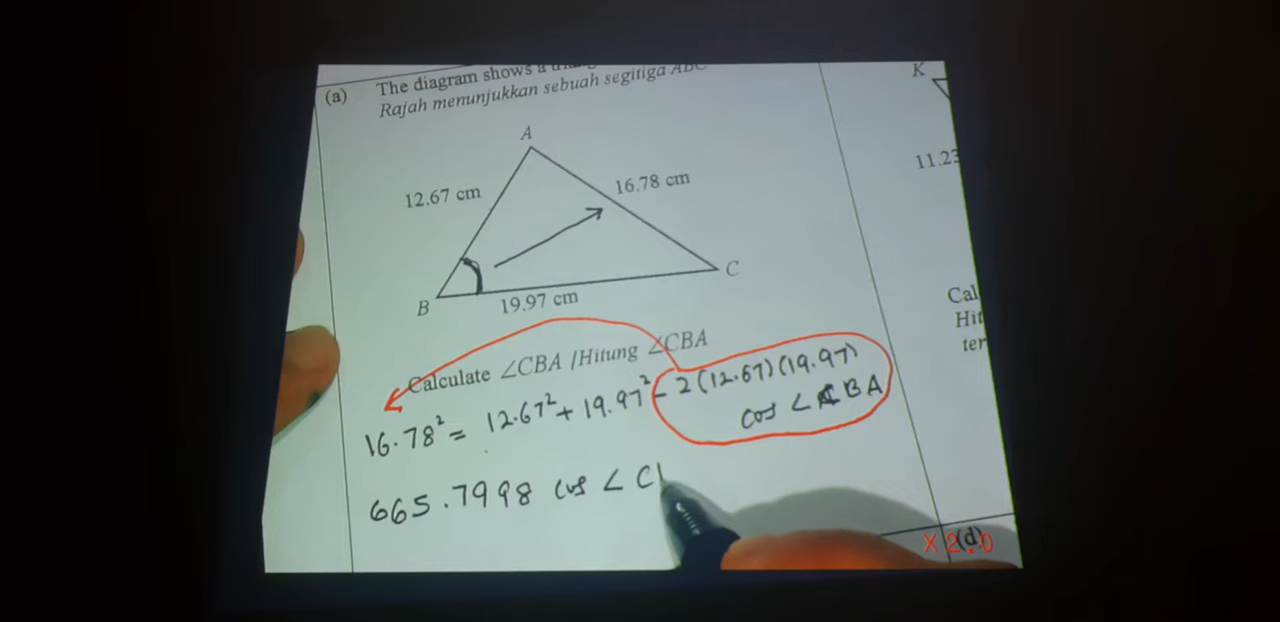 (a) The diagram shows a
Rajah menunjukkan sebuah segitiga ABC
A
12.67 cm
16.78 cm
B
C
19.97 cm
Calculate ∠CBA /Hitung ∠CBA
16.78² = 12.67² + 19.97² - 2(12.67)(19.97)
cos ∠CBA
665.7998 cos ∠C
K
11.23
Cal
Hit
ter
(d)